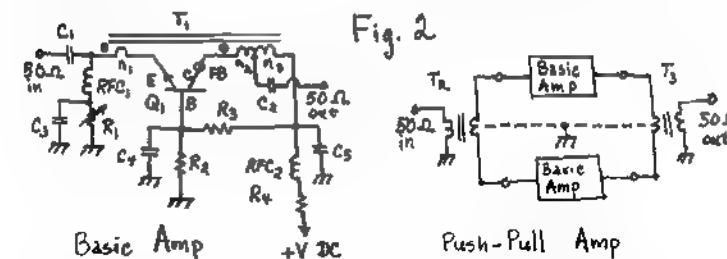 T1
Fig. 2
C1
50Ω
in
n1
n2
n3
RFC1
E
C
FB
C2
50Ω
out
Q1
B
R3
C3
R1
C4
R2
RFC2
C5
R4
+V DC
Basic Amp
Basic
Amp
T2
T3
50Ω
in
50Ω
out
Basic
Amp
Push-Pull Amp